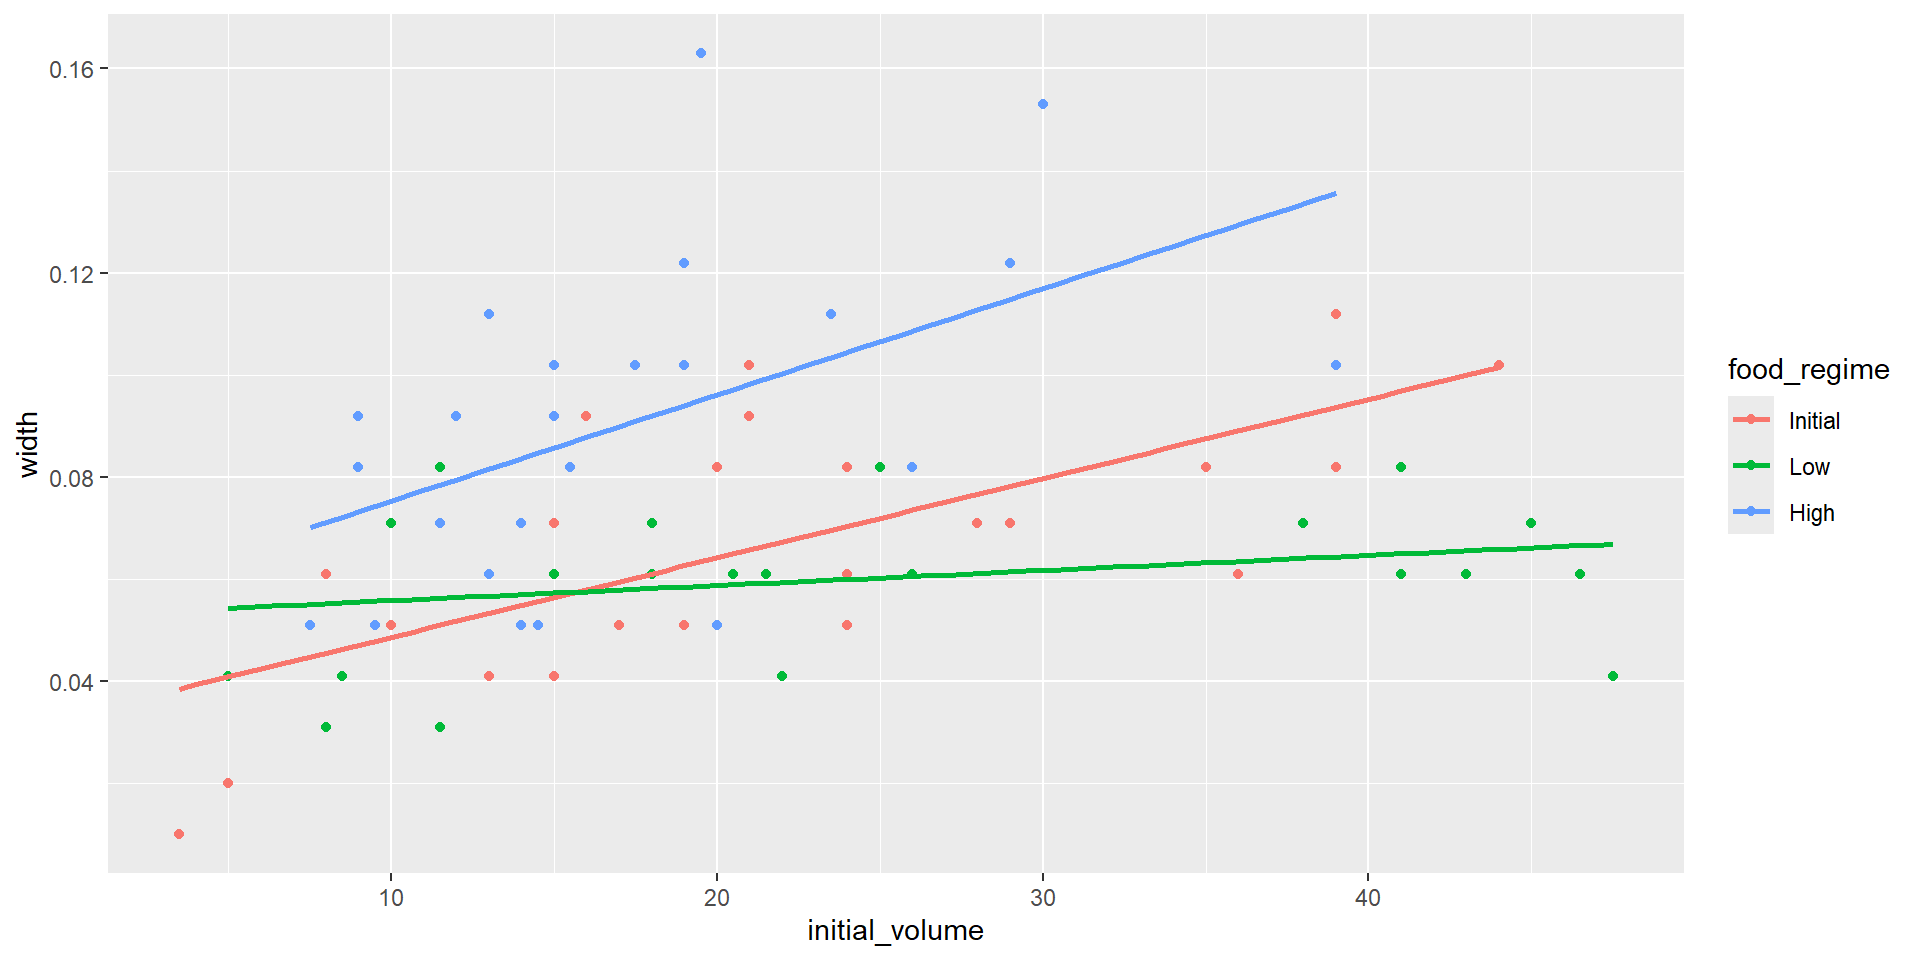 0.16
0.12
0.08
0.04
width
10 20 30 40
initial_volume
food_regime
Initial
Low
High